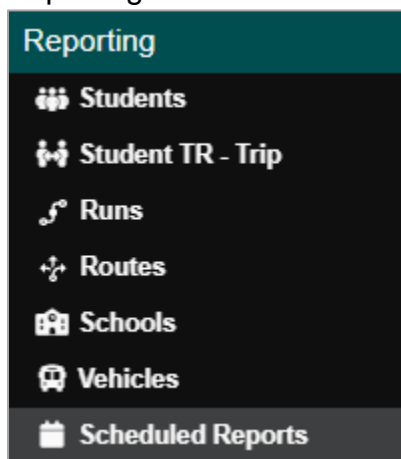 Reporting
Students
Student TR - Trip
Runs
Routes
Schools
Vehicles
Scheduled Reports